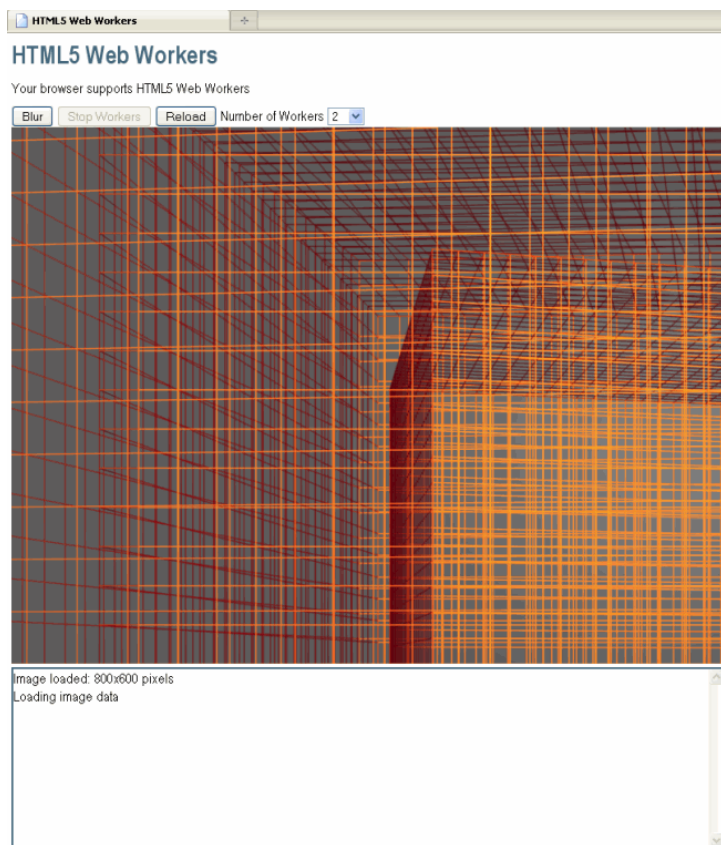 HTML5 Web Workers
HTML5 Web Workers
Your browser supports HTML5 Web Workers
Blur Stop Workers Reload Number of Workers 2
Image loaded: 800x600 pixels
Loading image data